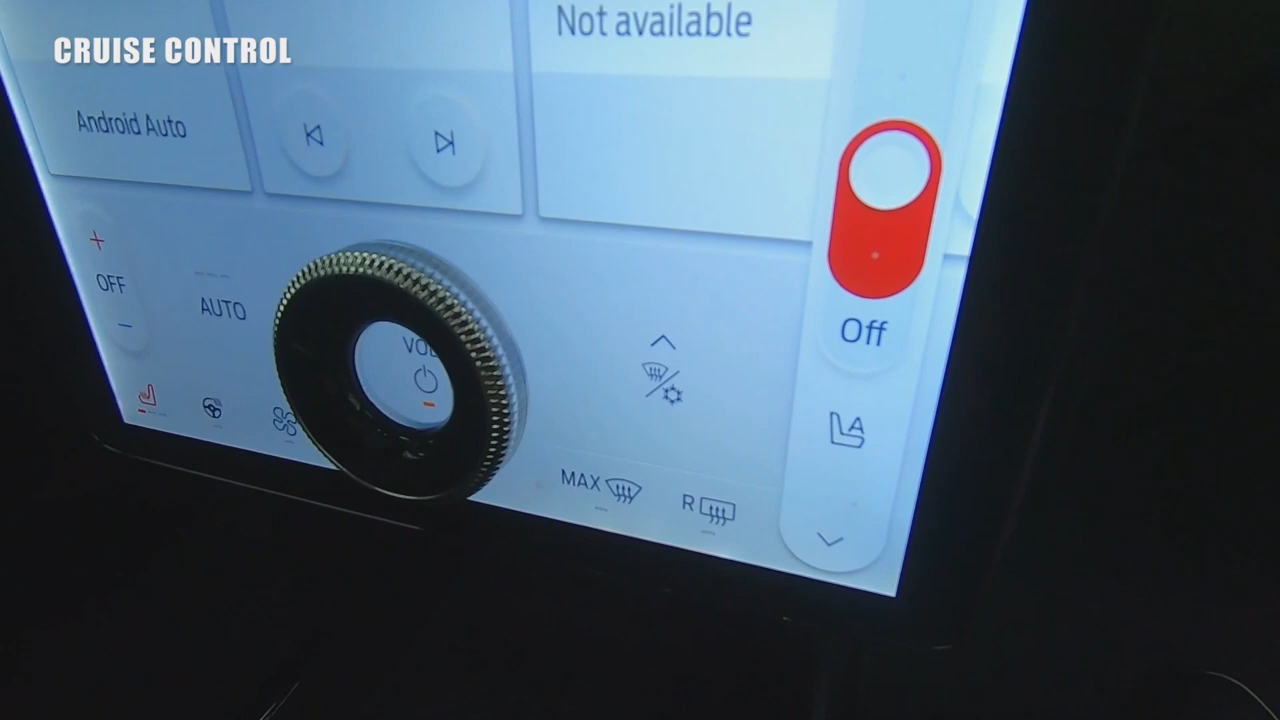 CRUISE CONTROL
Not available
Android Auto
OFF
AUTO
VOL
Off
A
MAX
R